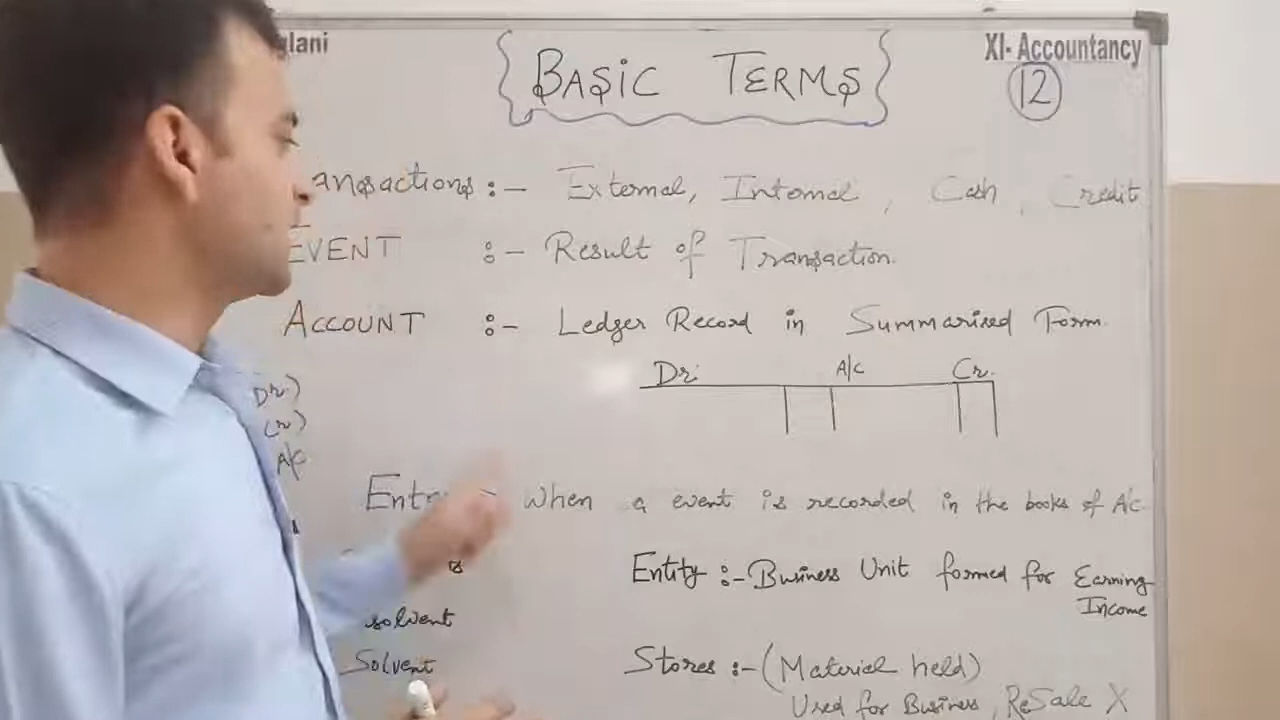 glani
XI- Accountancy
BASIC TERMS
12
ansactions :- External, Internal, Cash, Credit
EVENT :- Result of Transaction.
ACCOUNT :- Ledger Record in Summarised Form.
Dr. A/c Cr.
Dr.)
Cr)
A/c
Entr - When a event is recorded in the books of A/c
Entity :- Business Unit formed for Earning
Income
solvent
Solvent
Stores :- (Material held)
Used for Business, ReSale X